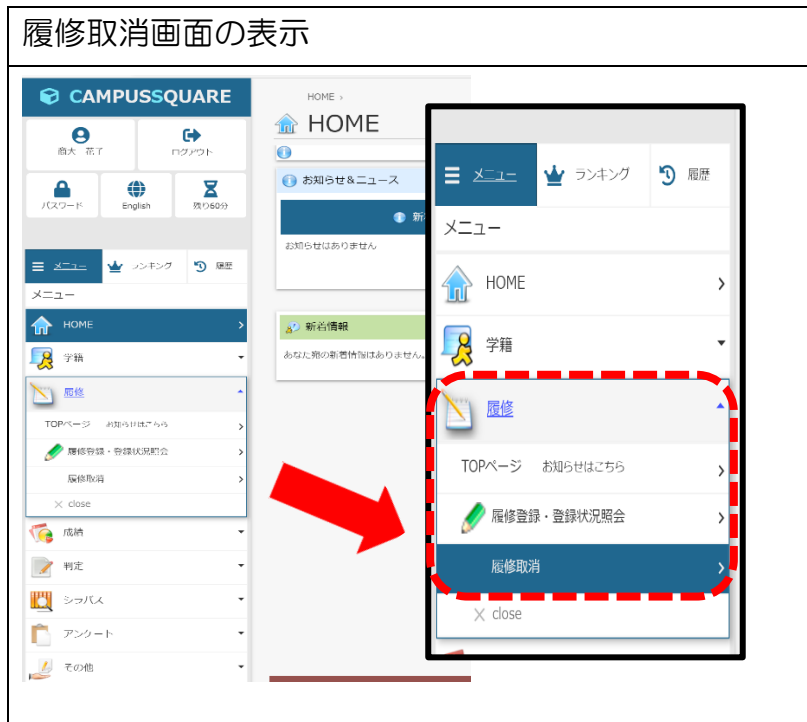 履修取消画面の表示
CAMPUSSQUARE
商大 花子
ログアウト
パスワード
English
残り60分
メニュー
ランキング
履歴
メニュー
HOME
学籍
履修
TOPページ お知らせはこちら
履修登録・登録状況照会
履修取消
× close
成績
判定
シラバス
アンケート
その他
HOME ›
HOME
お知らせ&ニュース
新
お知らせはありません
新着情報
あなた宛の新着情報はありません。
メニュー
ランキング
履歴
メニュー
HOME
学籍
履修
TOPページ お知らせはこちら
履修登録・登録状況照会
履修取消
× close